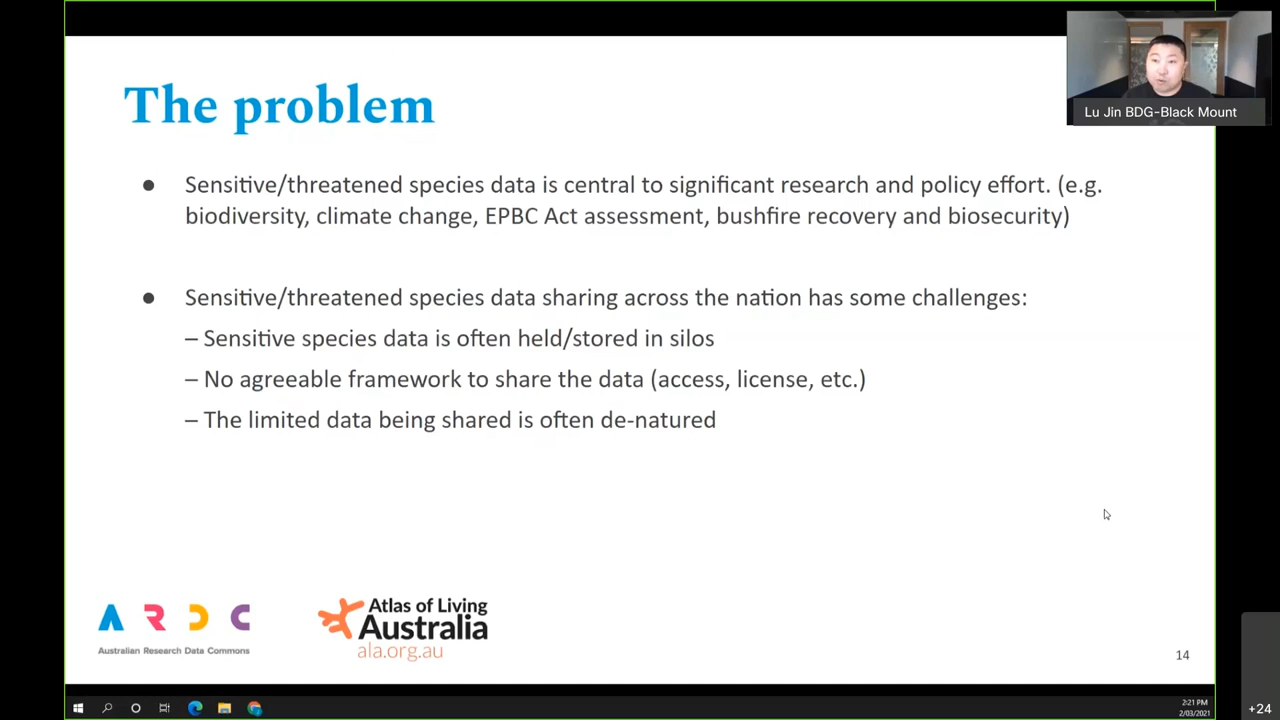 The problem
Lu Jin BDG-Black Mount
● Sensitive/threatened species data is central to significant research and policy effort. (e.g.
biodiversity, climate change, EPBC Act assessment, bushfire recovery and biosecurity)
● Sensitive/threatened species data sharing across the nation has some challenges:
– Sensitive species data is often held/stored in silos
– No agreeable framework to share the data (access, license, etc.)
– The limited data being shared is often de-natured
A R D C
Australian Research Data Commons
Atlas of Living
Australia
ala.org.au
14
2:21 PM
2/03/2021
+24